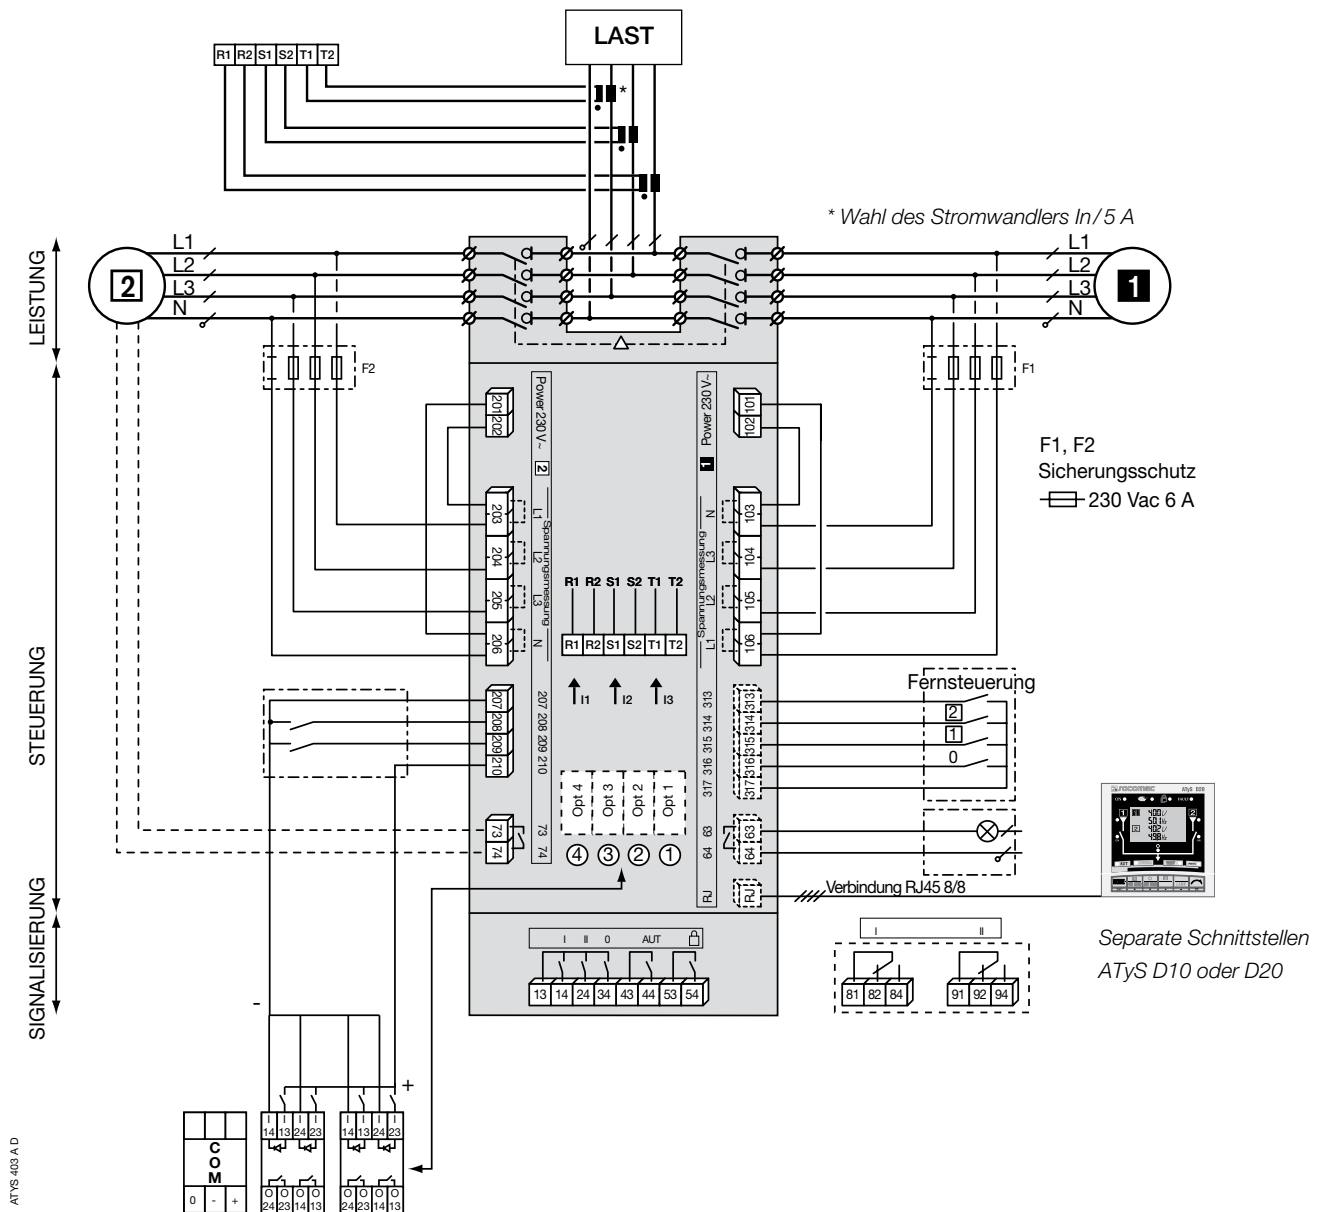 LAST
R1 R2 S1 S2 T1 T2
*
* Wahl des Stromwandlers In/5 A
LEISTUNG
STEUERUNG
SIGNALISIERUNG
2
L1
L2
L3
N
L1
L2
L3
N
1
F2
F1
F1, F2
Sicherungsschutz
230 Vac 6 A
201
202
Power 230 V~
2
Power 230 V~
1
101
102
203
204
205
206
L1
L2
L3
N
Spannungsmessung
Spannungsmessung
N
L3
L2
L1
103
104
105
106
R1 R2 S1 S2 T1 T2
R1 R2 S1 S2 T1 T2
I1 I2 I3
207
208
209
210
207 208 209 210
313 314 315 316 317
313
314
315
316
317
Fernsteuerung
2
1
0
Opt 4 Opt 3 Opt 2 Opt 1
4 3 2 1
73
74
73
74
63
64
63
64
RJ
RJ
Verbindung RJ45 8/8
SOCOMEC ATyS D20
Separate Schnittstellen
ATyS D10 oder D20
I II 0 AUT
13 14 24 34 43 44 53 54
I II
81 82 84
91 92 94
-
+
I I I I
14 13 24 23
I I I I
14 13 24 23
COM
0 - +
O O O O
24 23 14 13
O O O O
24 23 14 13
ATYS 403 A D